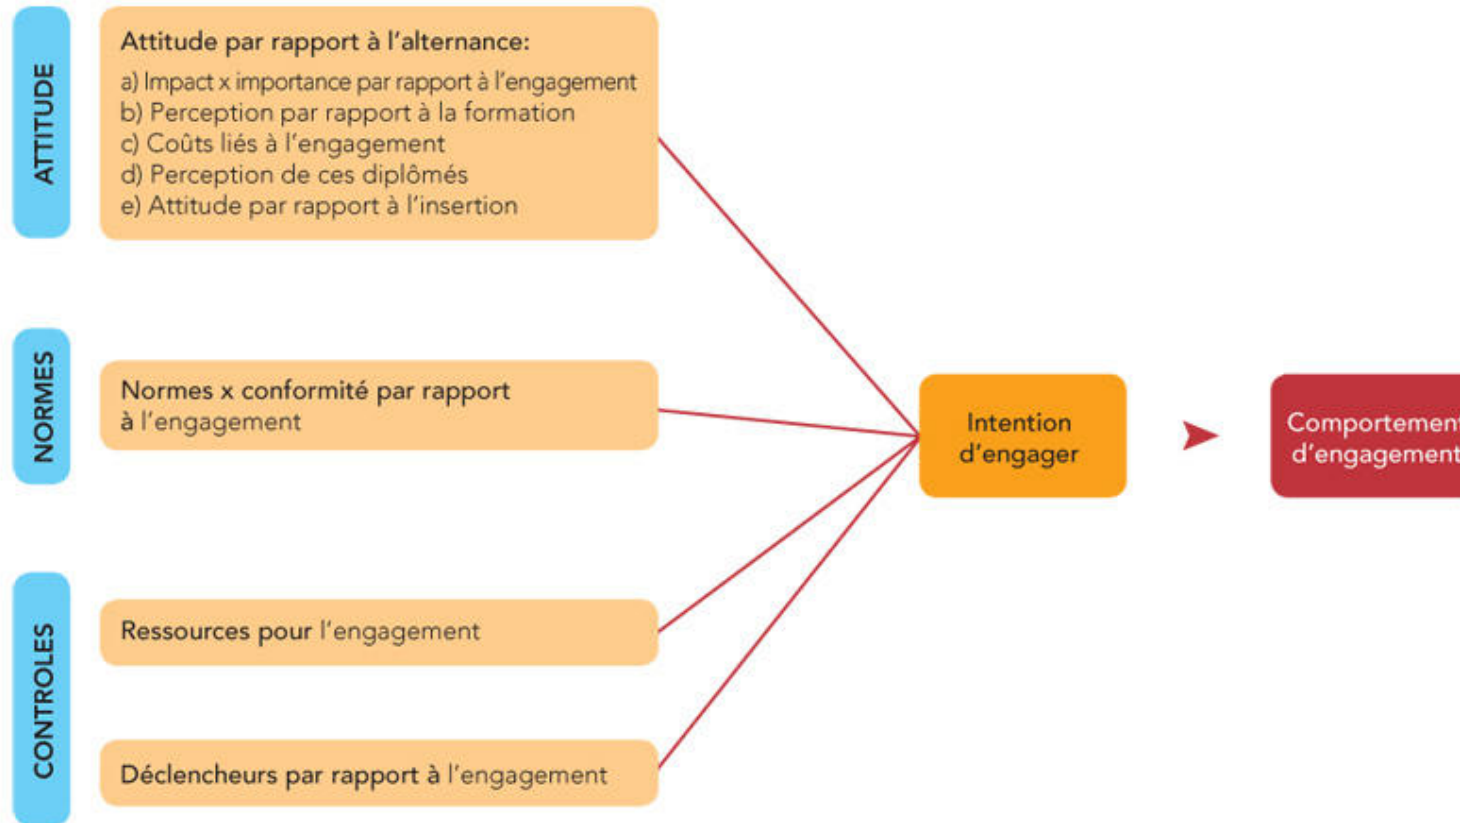 ATTITUDE
Attitude par rapport à l'alternance:
a) Impact x importance par rapport à l'engagement
b) Perception par rapport à la formation
c) Coûts liés à l'engagement
d) Perception de ces diplômés
e) Attitude par rapport à l'insertion
NORMES
Normes x conformité par rapport
à l'engagement
Intention
d'engager
Comportement
d'engagement
CONTROLES
Ressources pour l'engagement
Déclencheurs par rapport à l'engagement